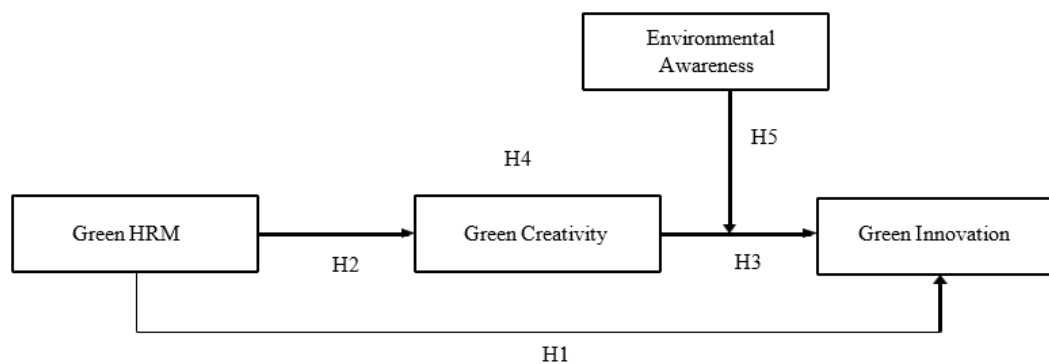 Environmental
Awareness
H5
H4
Green HRM
Green Creativity
Green Innovation
H2
H3
H1